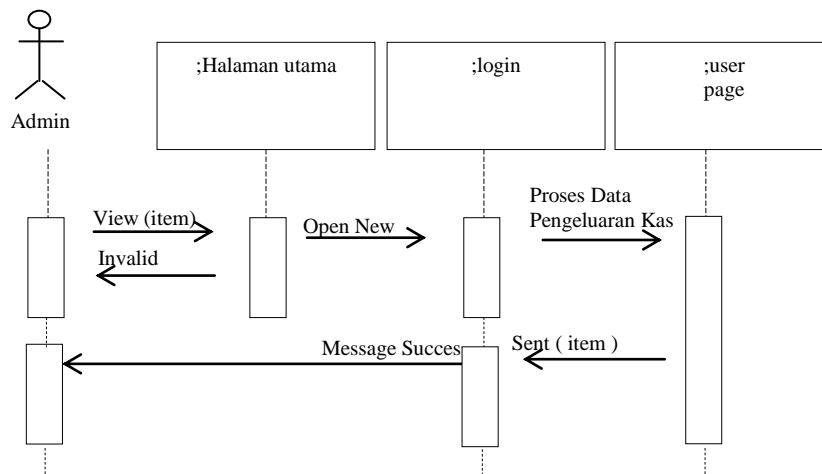 ;Halaman utama
;login
;user
page
Admin
Proses Data
Pengeluaran Kas
View (item)
Open New
Invalid
Message Succes
Sent ( item )